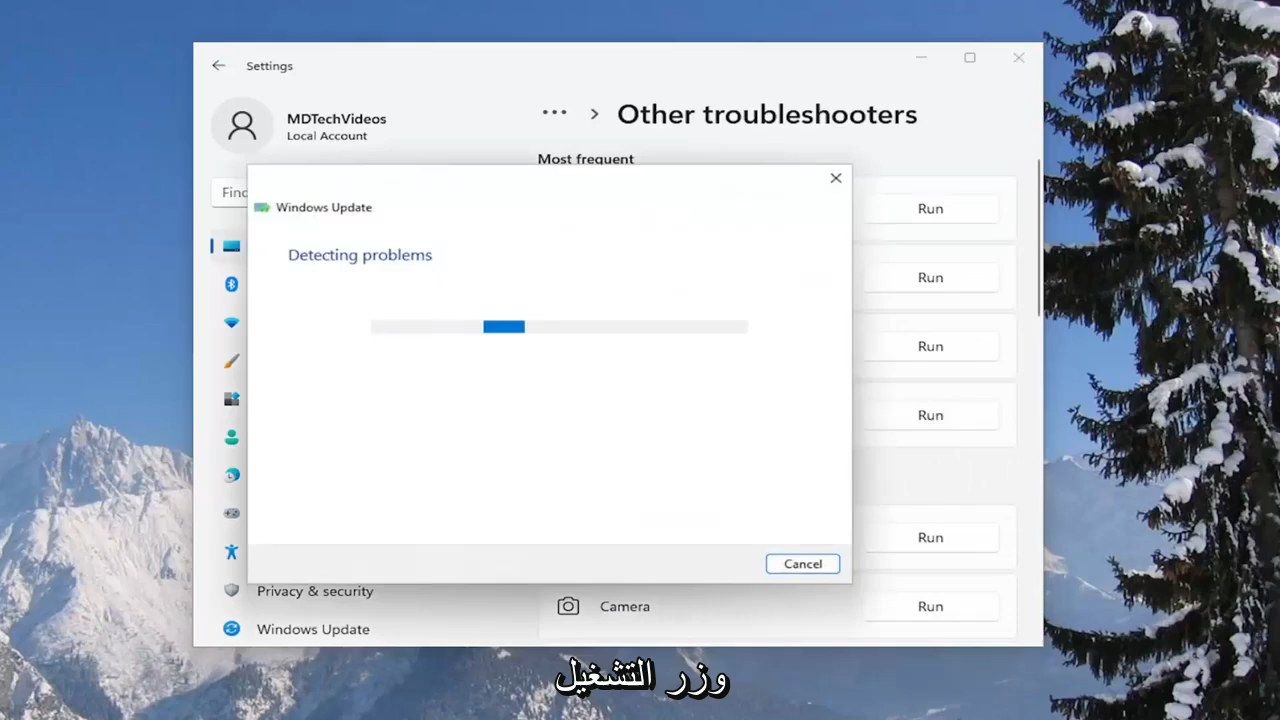 Settings
MDTechVideos
Local Account
Find
Other troubleshooters
Most frequent
Run
Run
Run
Run
Run
Camera
Run
Windows Update
Detecting problems
Cancel
Privacy & security
Windows Update
وزر التشغيل